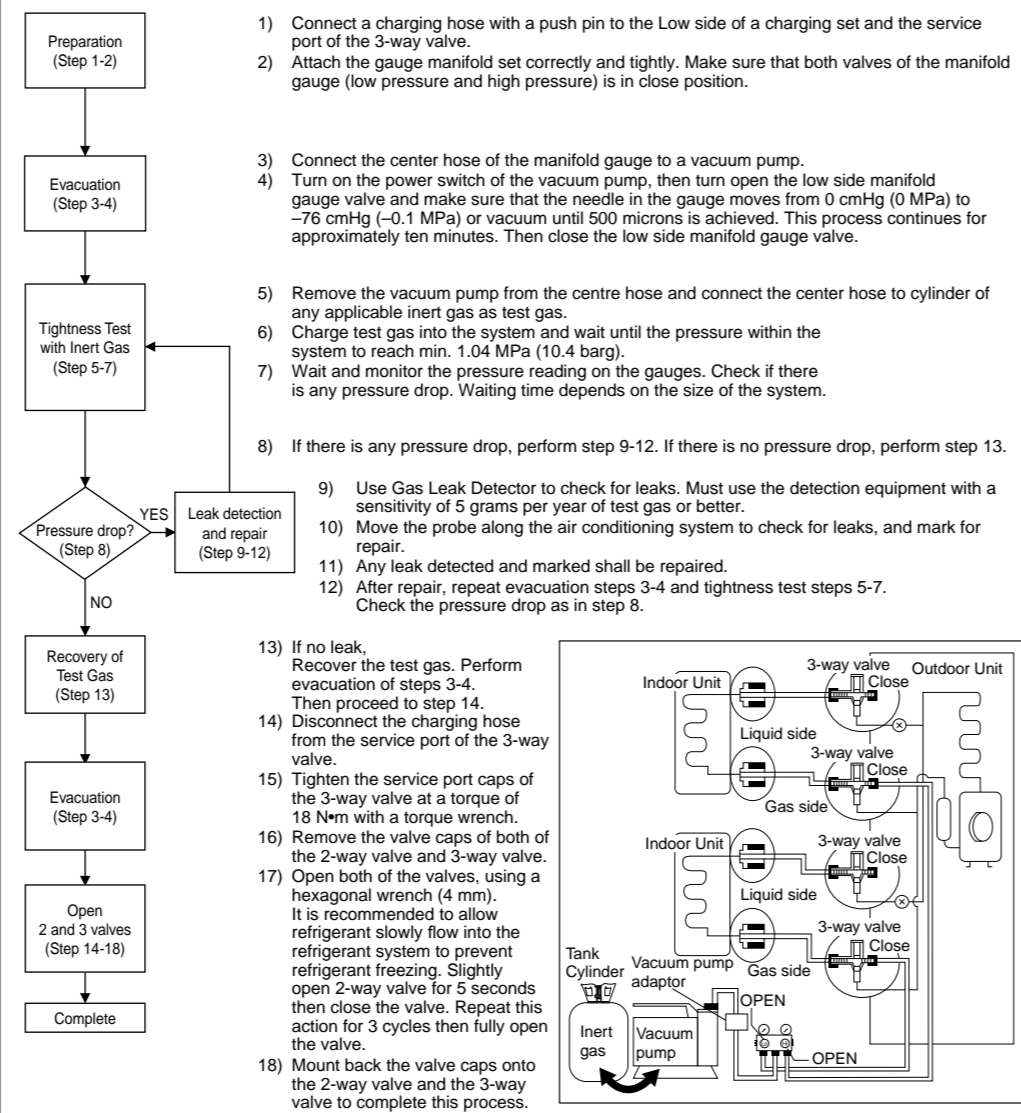 Preparation
(Step 1-2)
1) Connect a charging hose with a push pin to the Low side of a charging set and the service
port of the 3-way valve.
2) Attach the gauge manifold set correctly and tightly. Make sure that both valves of the manifold
gauge (low pressure and high pressure) is in close position.
Evacuation
(Step 3-4)
3) Connect the center hose of the manifold gauge to a vacuum pump.
4) Turn on the power switch of the vacuum pump, then turn open the low side manifold
gauge valve and make sure that the needle in the gauge moves from 0 cmHg (0 MPa) to
–76 cmHg (–0.1 MPa) or vacuum until 500 microns is achieved. This process continues for
approximately ten minutes. Then close the low side manifold gauge valve.
Tightness Test
with Inert Gas
(Step 5-7)
5) Remove the vacuum pump from the centre hose and connect the center hose to cylinder of
any applicable inert gas as test gas.
6) Charge test gas into the system and wait until the pressure within the
system to reach min. 1.04 MPa (10.4 barg).
7) Wait and monitor the pressure reading on the gauges. Check if there
is any pressure drop. Waiting time depends on the size of the system.
8) If there is any pressure drop, perform step 9-12. If there is no pressure drop, perform step 13.
Pressure drop?
(Step 8)
YES
NO
Leak detection
and repair
(Step 9-12)
9) Use Gas Leak Detector to check for leaks. Must use the detection equipment with a
sensitivity of 5 grams per year of test gas or better.
10) Move the probe along the air conditioning system to check for leaks, and mark for
repair.
11) Any leak detected and marked shall be repaired.
12) After repair, repeat evacuation steps 3-4 and tightness test steps 5-7.
Check the pressure drop as in step 8.
Recovery of
Test Gas
(Step 13)
Evacuation
(Step 3-4)
Open
2 and 3 valves
(Step 14-18)
Complete
13) If no leak,
Recover the test gas. Perform
evacuation of steps 3-4.
Then proceed to step 14.
14) Disconnect the charging hose
from the service port of the 3-way
valve.
15) Tighten the service port caps of
the 3-way valve at a torque of
18 N•m with a torque wrench.
16) Remove the valve caps of both of
the 2-way valve and 3-way valve.
17) Open both of the valves, using a
hexagonal wrench (4 mm).
It is recommended to allow
refrigerant slowly flow into the
refrigerant system to prevent
refrigerant freezing. Slightly
open 2-way valve for 5 seconds
then close the valve. Repeat this
action for 3 cycles then fully open
the valve.
18) Mount back the valve caps onto
the 2-way valve and the 3-way
valve to complete this process.
Indoor Unit
3-way valve
Close
Outdoor Unit
Liquid side
3-way valve
Close
Gas side
Indoor Unit
3-way valve
Close
Liquid side
3-way valve
Close
Gas side
Tank
Cylinder
Vacuum pump
adaptor
OPEN
Inert
gas
Vacuum
pump
OPEN